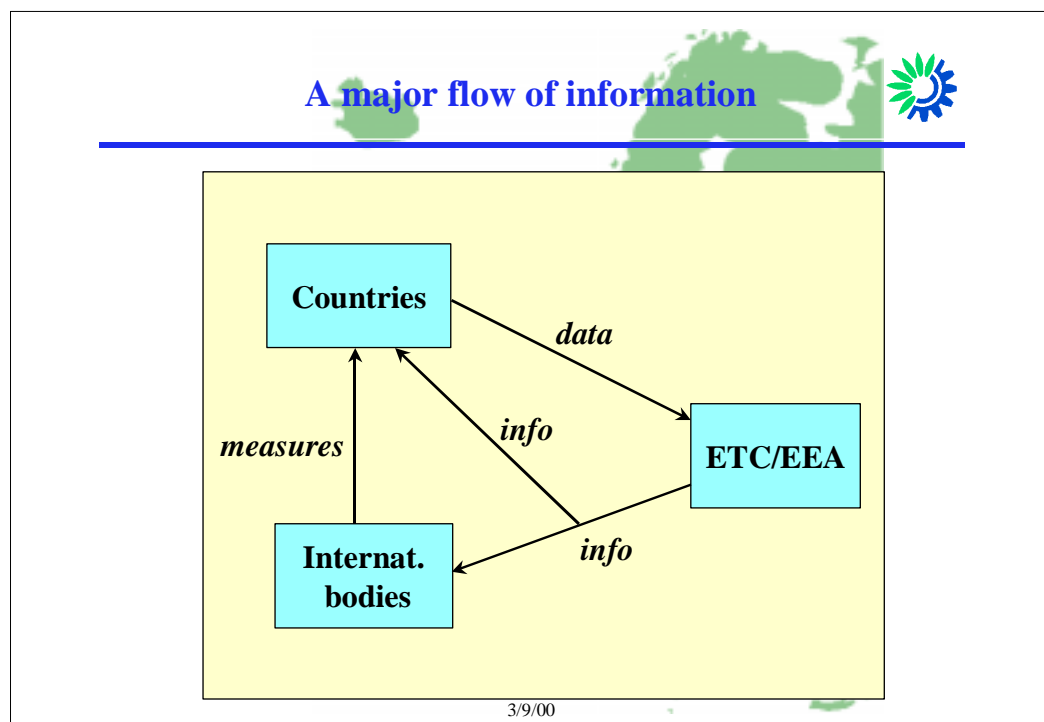 A major flow of information
Countries
data
info
measures
ETC/EEA
Internat.
bodies
info
3/9/00